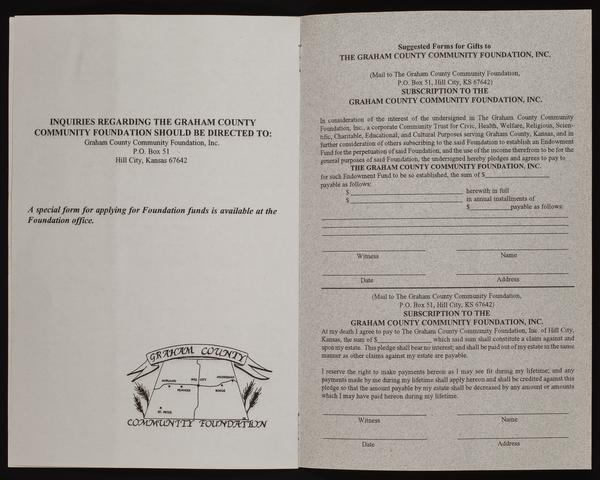 INQUIRIES REGARDING THE GRAHAM COUNTY
COMMUNITY FOUNDATION SHOULD BE DIRECTED TO:
Graham County Community Foundation, Inc.
P.O. Box 51
Hill City, Kansas 67642
A special form for applying for Foundation funds is available at the
Foundation office.
GRAHAM COUNTY
HILL CITY
MORLAND
PENOKEE
BOGUE
ST. PETER
COMMUNITY FOUNDATION
Suggested Forms for Gifts to
THE GRAHAM COUNTY COMMUNITY FOUNDATION, INC.
(Mail to The Graham County Community Foundation,
P.O. Box 51, Hill City, KS 67642)
SUBSCRIPTION TO THE
GRAHAM COUNTY COMMUNITY FOUNDATION, INC.
In consideration of the interest of the undersigned in The Graham County Community
Foundation, Inc., a corporate Community Trust for Civic, Health, Welfare, Religious, Scien-
tific, Charitable, Educational; and Cultural Purposes serving Graham County, Kansas, and in
further consideration of others subscribing to the said Foundation to establish an Endowment
Fund for the perpetuation of said Foundation, and the use of the income therefrom to be for the
general purposes of said Foundation, the undersigned hereby pledges and agrees to pay to
THE GRAHAM COUNTY COMMUNITY FOUNDATION, INC.
for such Endowment Fund to be so established, the sum of $
payable as follows:
$ herewith in full
$ in annual installments of
$ payable as follows:
Witness Name
Date Address
(Mail to The Graham County Community Foundation,
P.O. Box 51, Hill City, KS 67642)
SUBSCRIPTION TO THE
GRAHAM COUNTY COMMUNITY FOUNDATION, INC.
At my death I agree to pay to The Graham County Community Foundation, Inc. of Hill City,
Kansas, the sum of $ which said sum shall constitute a claim against and
upon my estate. This pledge shall bear no interest; and shall be paid out of my estate in the same
manner as other claims against my estate are payable.
I reserve the right to make payments hereon as I may see fit during my lifetime; and any
payments made by me during my lifetime shall apply hereon and shall be credited against this
pledge so that the amount payable by my estate shall be decreased by any amount or amounts
which I may have paid hereon during my lifetime.
Witness Name
Date Address